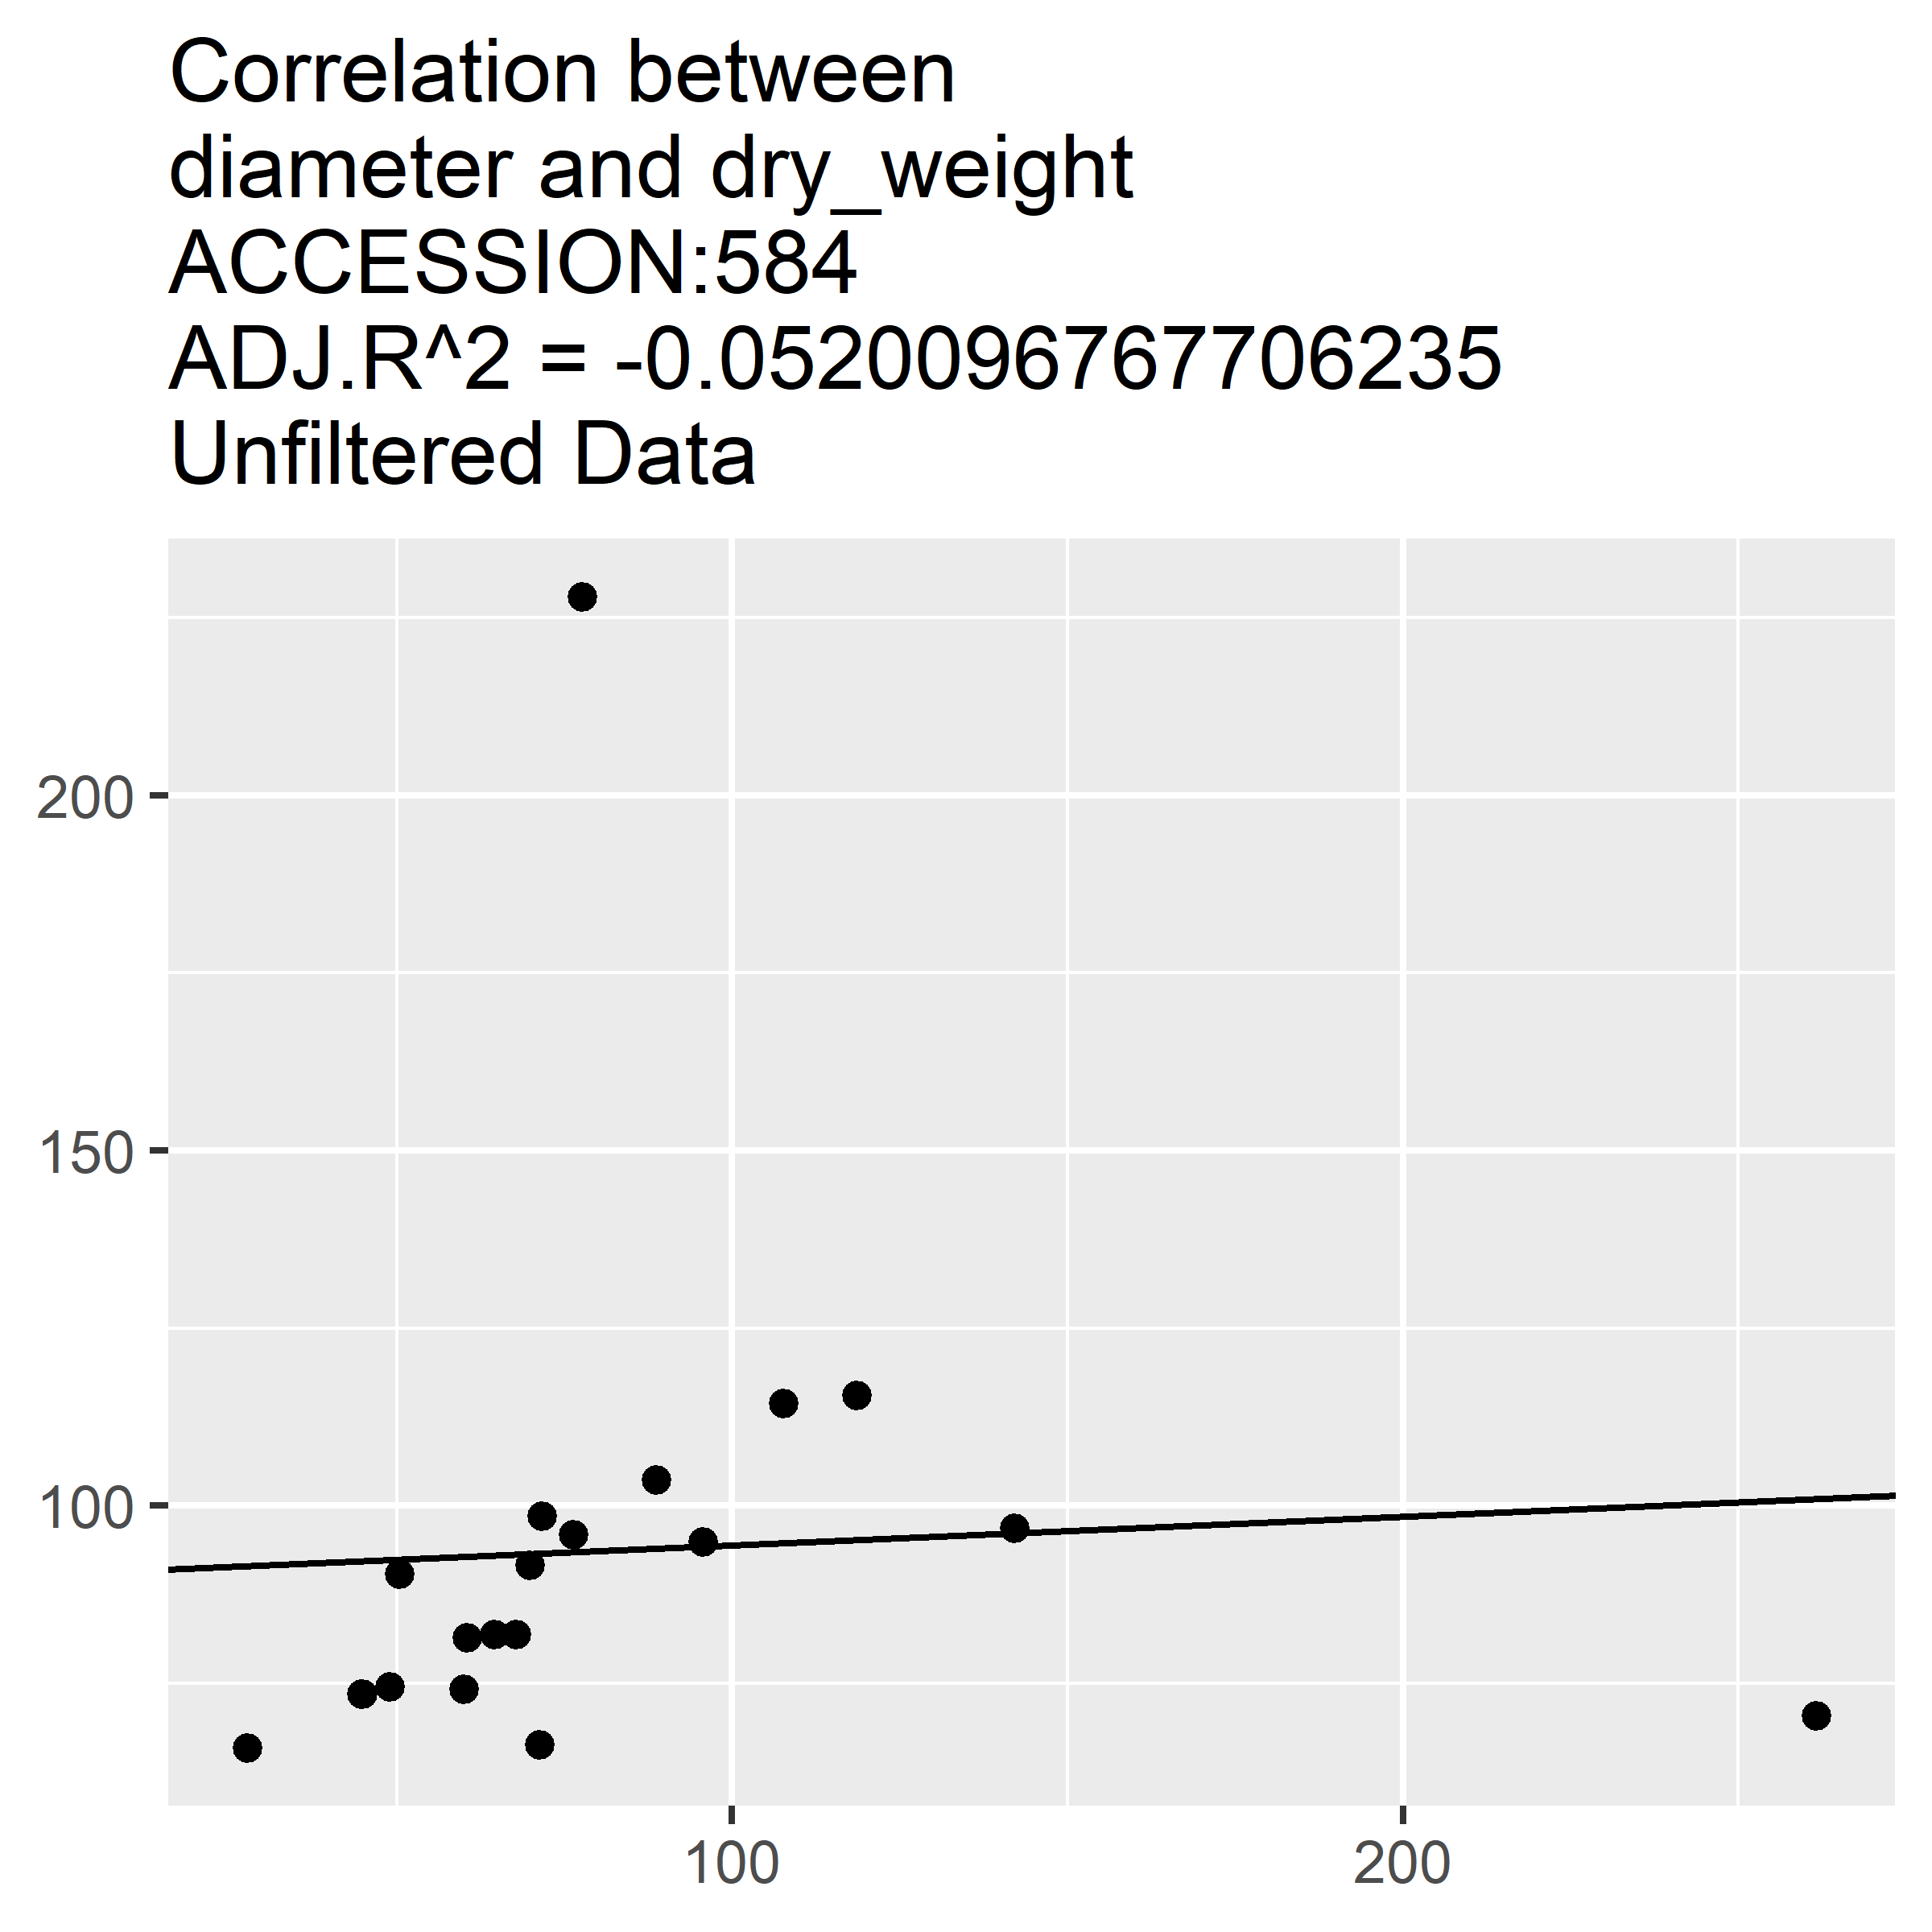 Correlation between
diameter and dry_weight
ACCESSION:584
ADJ.R^2 = -0.0520096767706235
Unfiltered Data
200
150
100
100 200